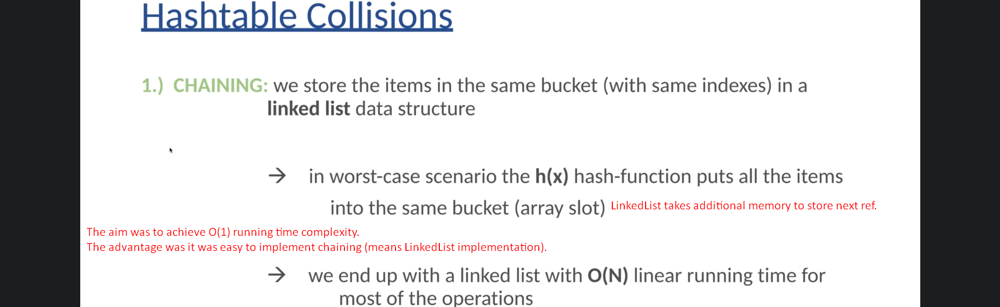 Hashtable Collisions
1.) CHAINING: we store the items in the same bucket (with same indexes) in a
linked list data structure
→ in worst-case scenario the h(x) hash-function puts all the items
into the same bucket (array slot) LinkedList takes additional memory to store next ref.
The aim was to achieve O(1) running time complexity.
The advantage was it was easy to implement chaining (means LinkedList implementation).
→ we end up with a linked list with O(N) linear running time for
most of the operations